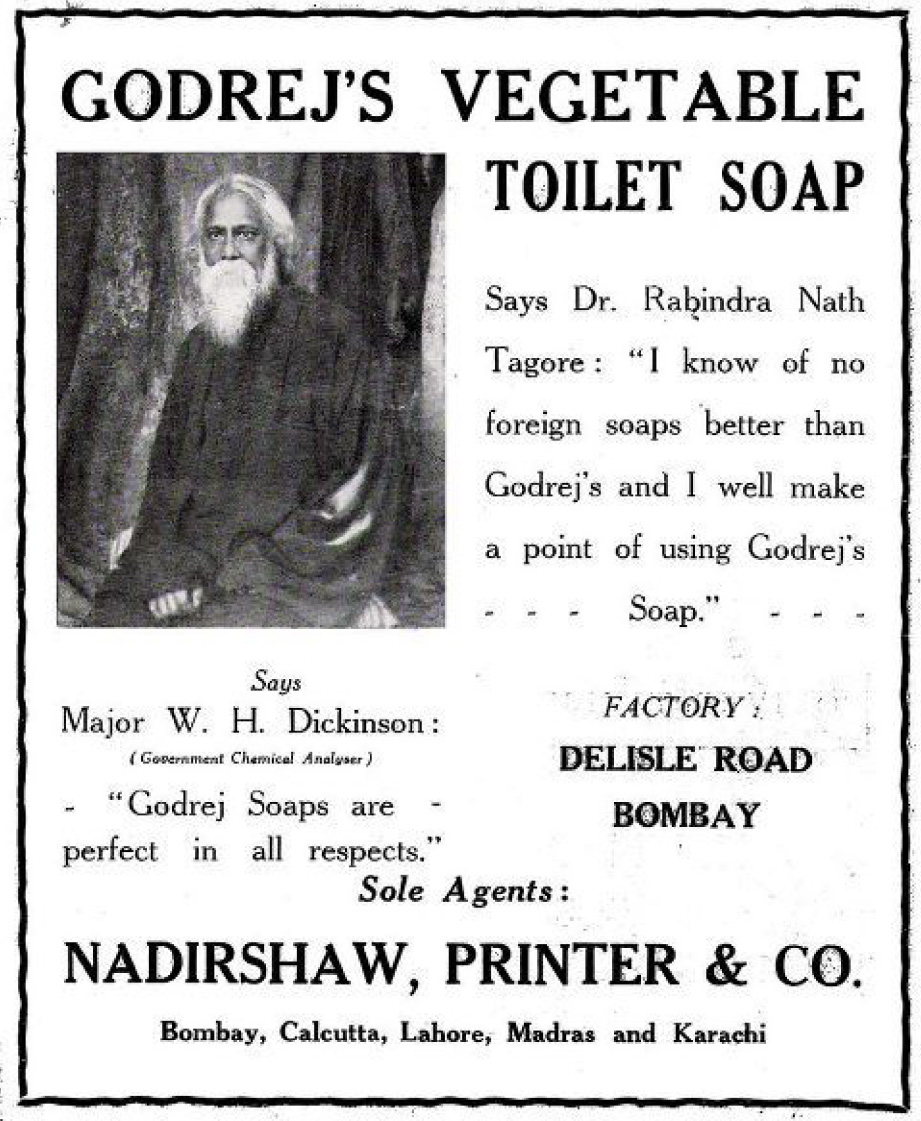 GODREJ'S VEGETABLE
TOILET SOAP
Says Dr. Rabindra Nath
Tagore : “I know of no
foreign soaps better than
Godrej's and I well make
a point of using Godrej's
- - - Soap.” - - -
Says
Major W. H. Dickinson :
( Government Chemical Analyser )
- “Godrej Soaps are -
perfect in all respects.”
FACTORY :
DELISLE ROAD
BOMBAY
Sole Agents :
NADIRSHAW, PRINTER & CO.
Bombay, Calcutta, Lahore, Madras and Karachi